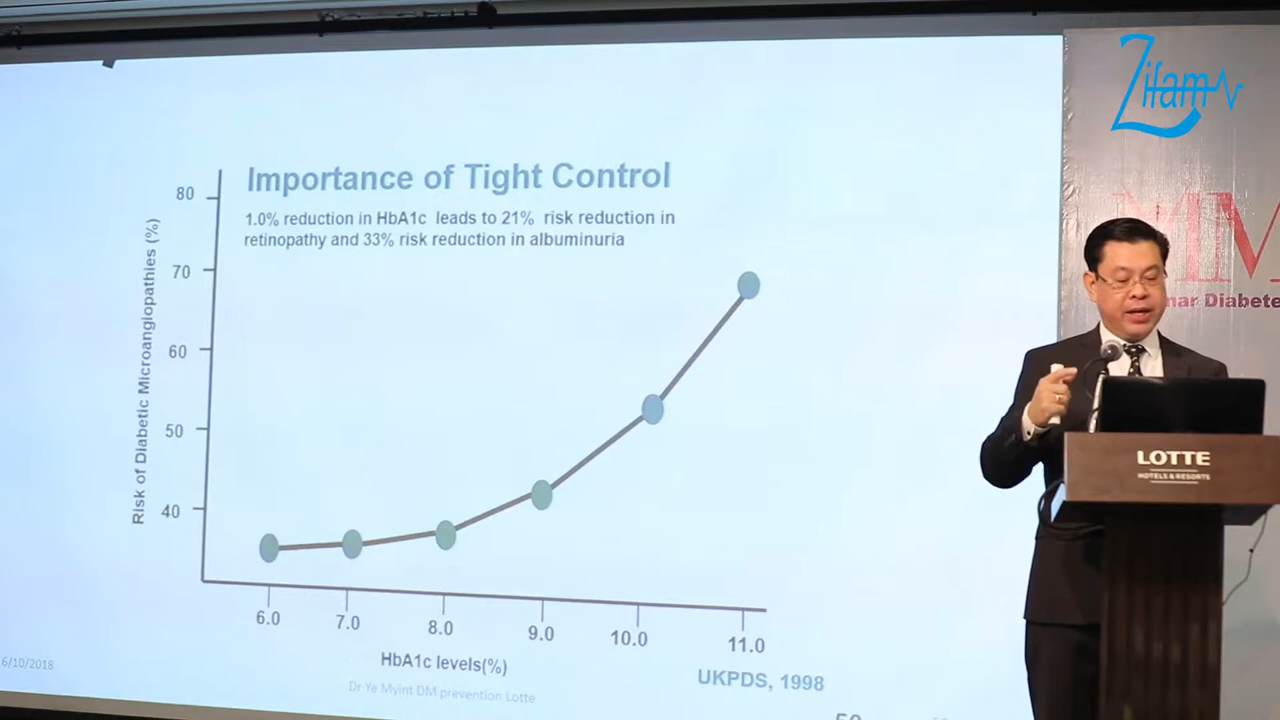 Zifam
Importance of Tight Control
1.0% reduction in HbA1c leads to 21% risk reduction in
retinopathy and 33% risk reduction in albuminuria
Risk of Diabetic Microangiopathies (%)
80
70
60
50
40
6.0
7.0
8.0
9.0
10.0
11.0
HbA1c levels(%)
UKPDS, 1998
6/10/2018
Dr Ye Myint DM prevention Lotte
50
MM
mar Diabete
LOTTE
HOTELS & RESORTS